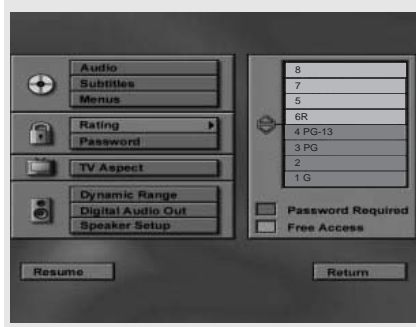 Audio
Subtitles
Menus
Rating
Password
TV Aspect
Dynamic Range
Digital Audio Out
Speaker Setup
8
7
5
6R
4 PG-13
3 PG
2
1 G
Password Required
Free Access
Resume
Return